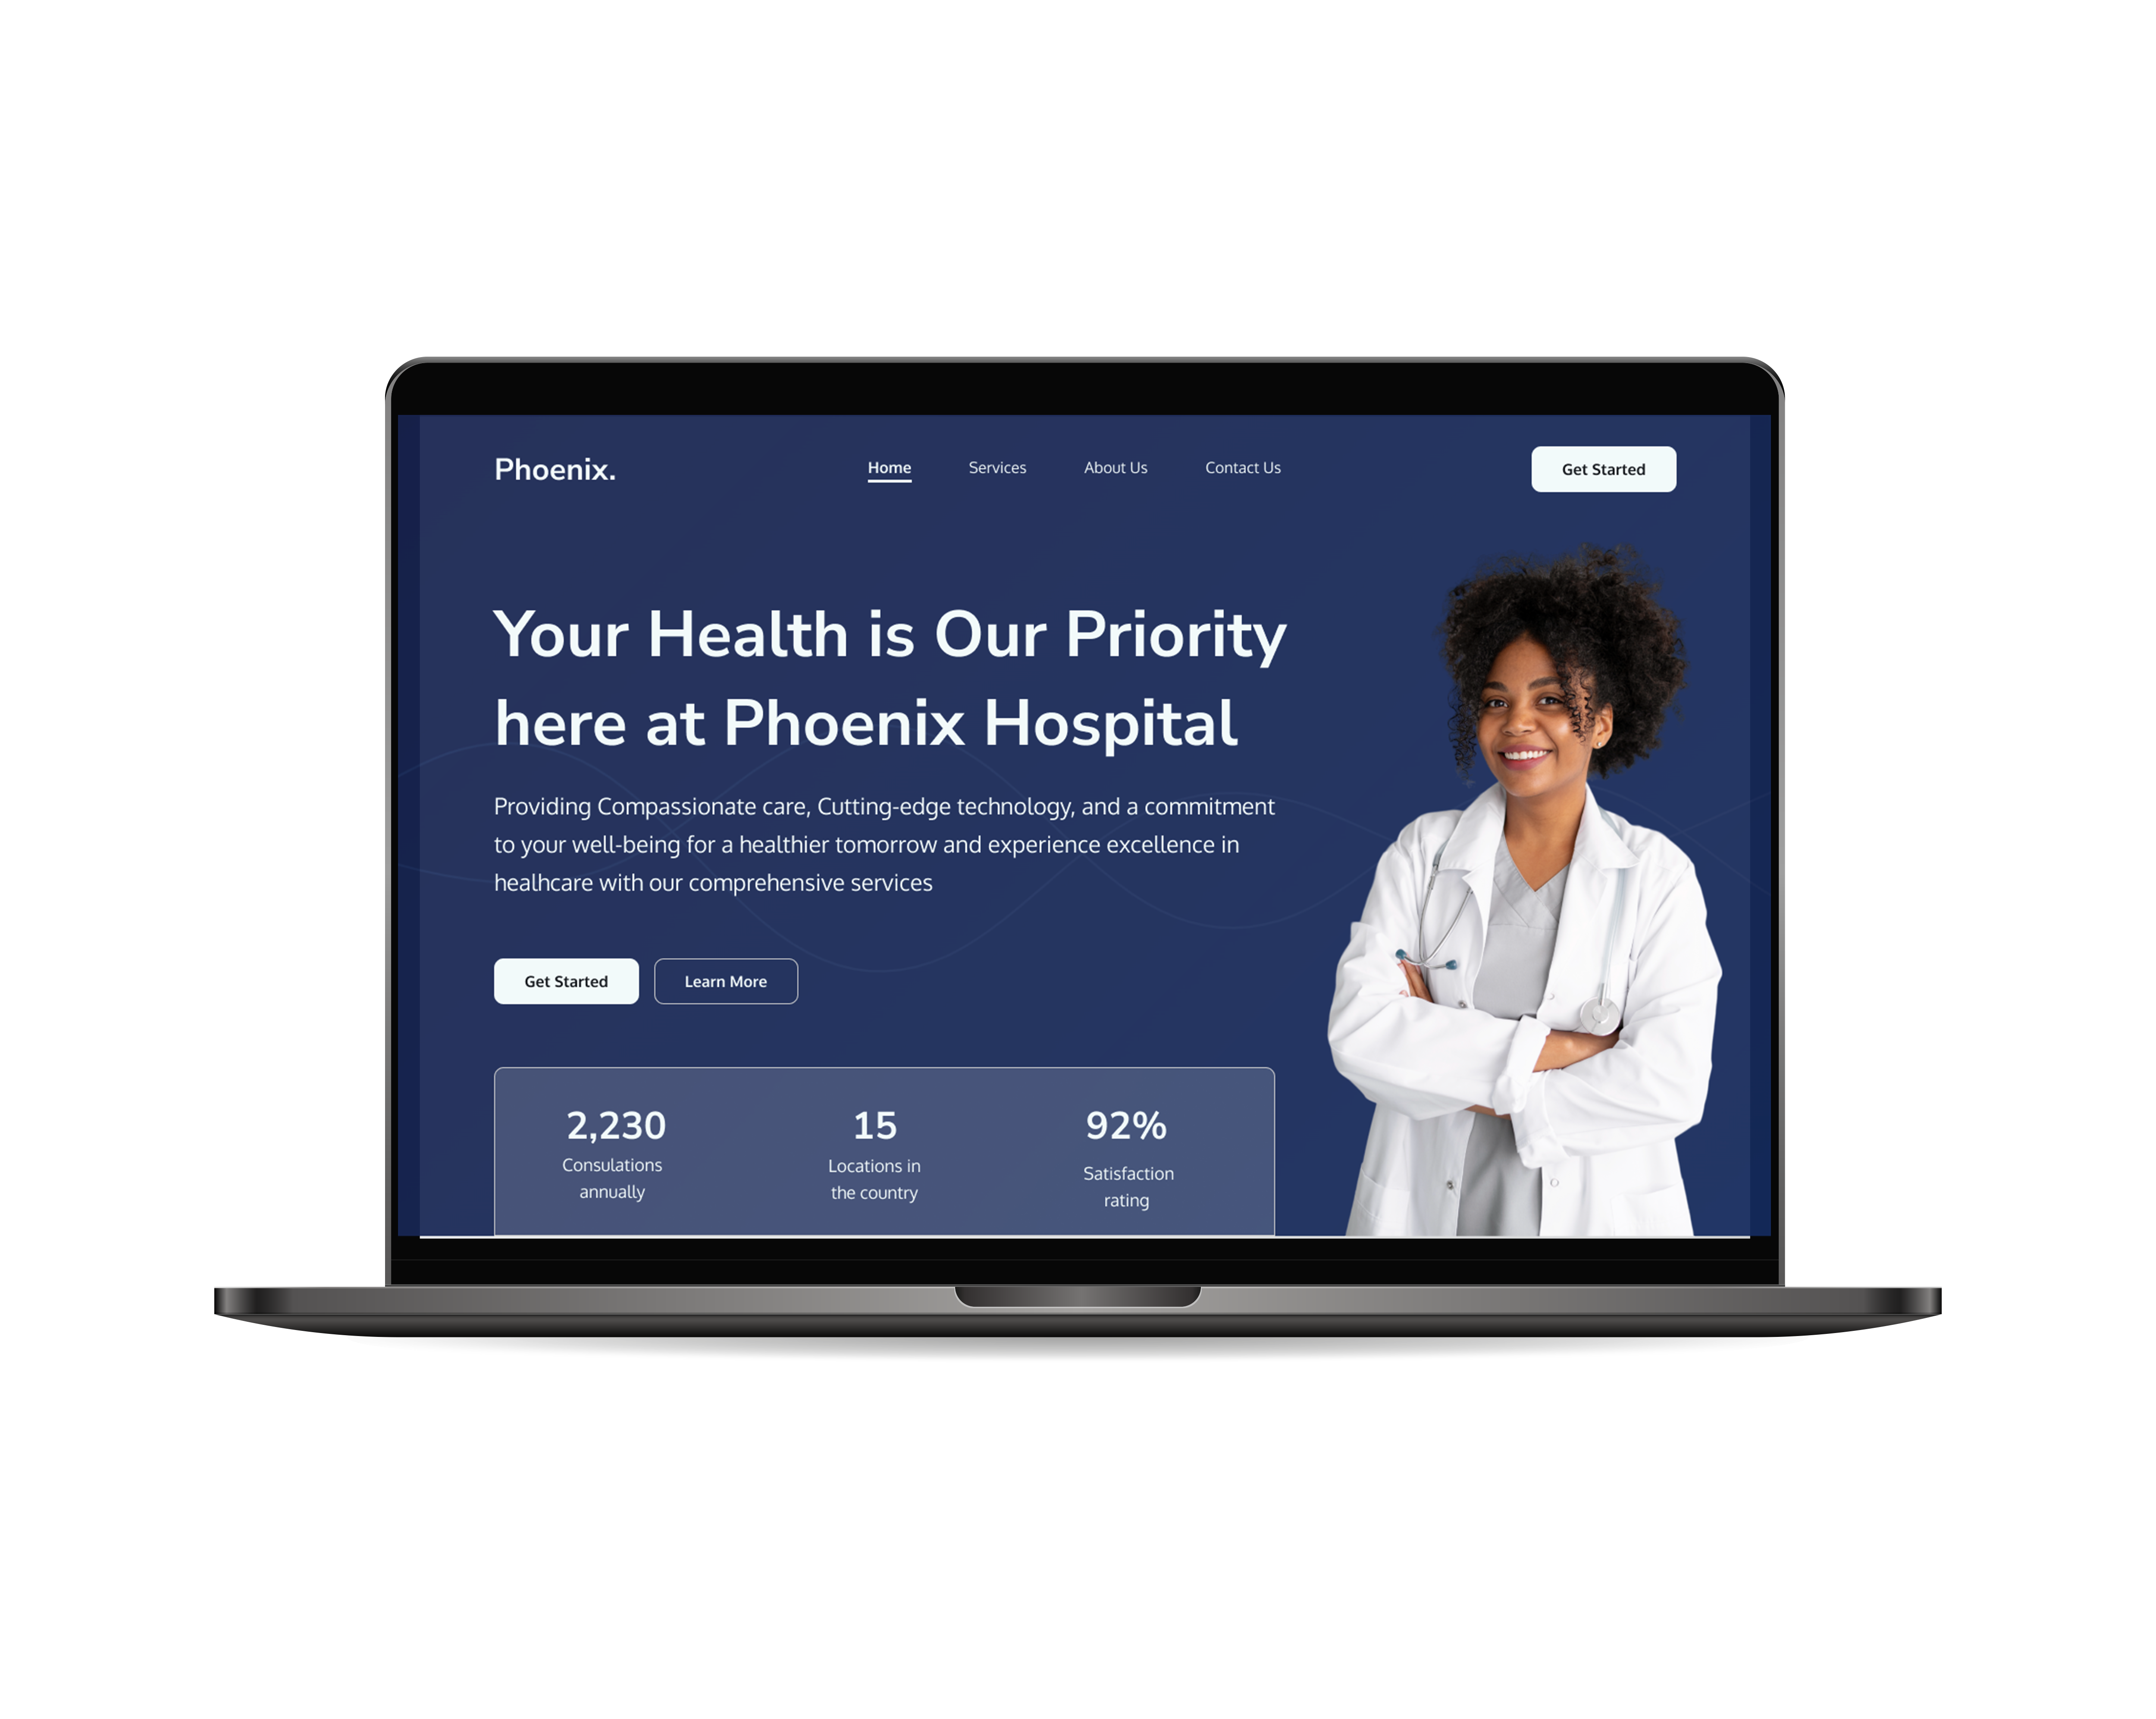 Phoenix.
Home
Services
About Us
Contact Us
Get Started
Your Health is Our Priority
here at Phoenix Hospital
Providing Compassionate care, Cutting-edge technology, and a commitment
to your well-being for a healthier tomorrow and experience excellence in
healhcare with our comprehensive services
Get Started
Learn More
2,230
Consulations
annually
15
Locations in
the country
92%
Satisfaction
rating